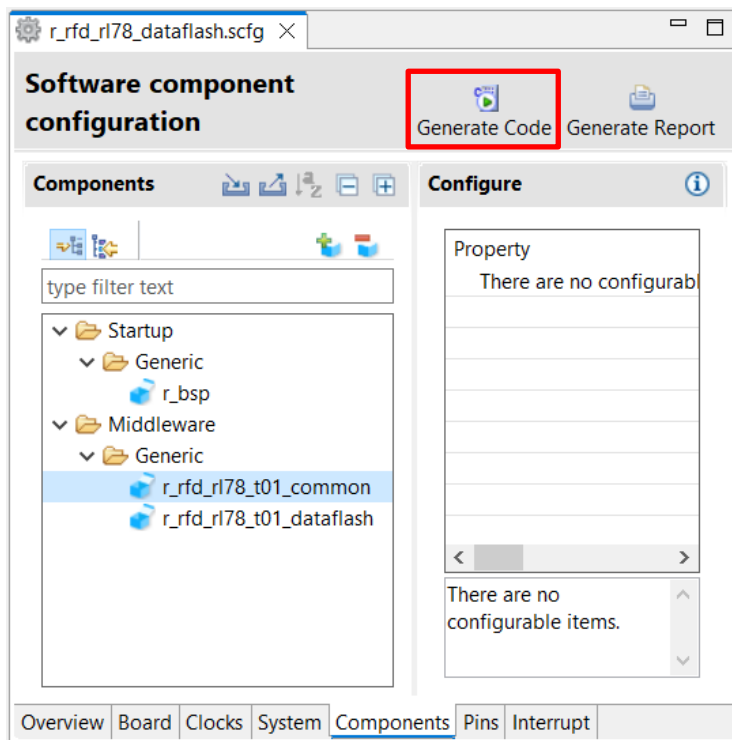 r_rfd_rl78_dataflash.scfg
Software component
configuration
Generate Code
Generate Report
Components
Configure
type filter text
Startup
Generic
r_bsp
Middleware
Generic
r_rfd_rl78_t01_common
r_rfd_rl78_t01_dataflash
Property
There are no configurabl
There are no
configurable items.
Overview Board Clocks System Components Pins Interrupt